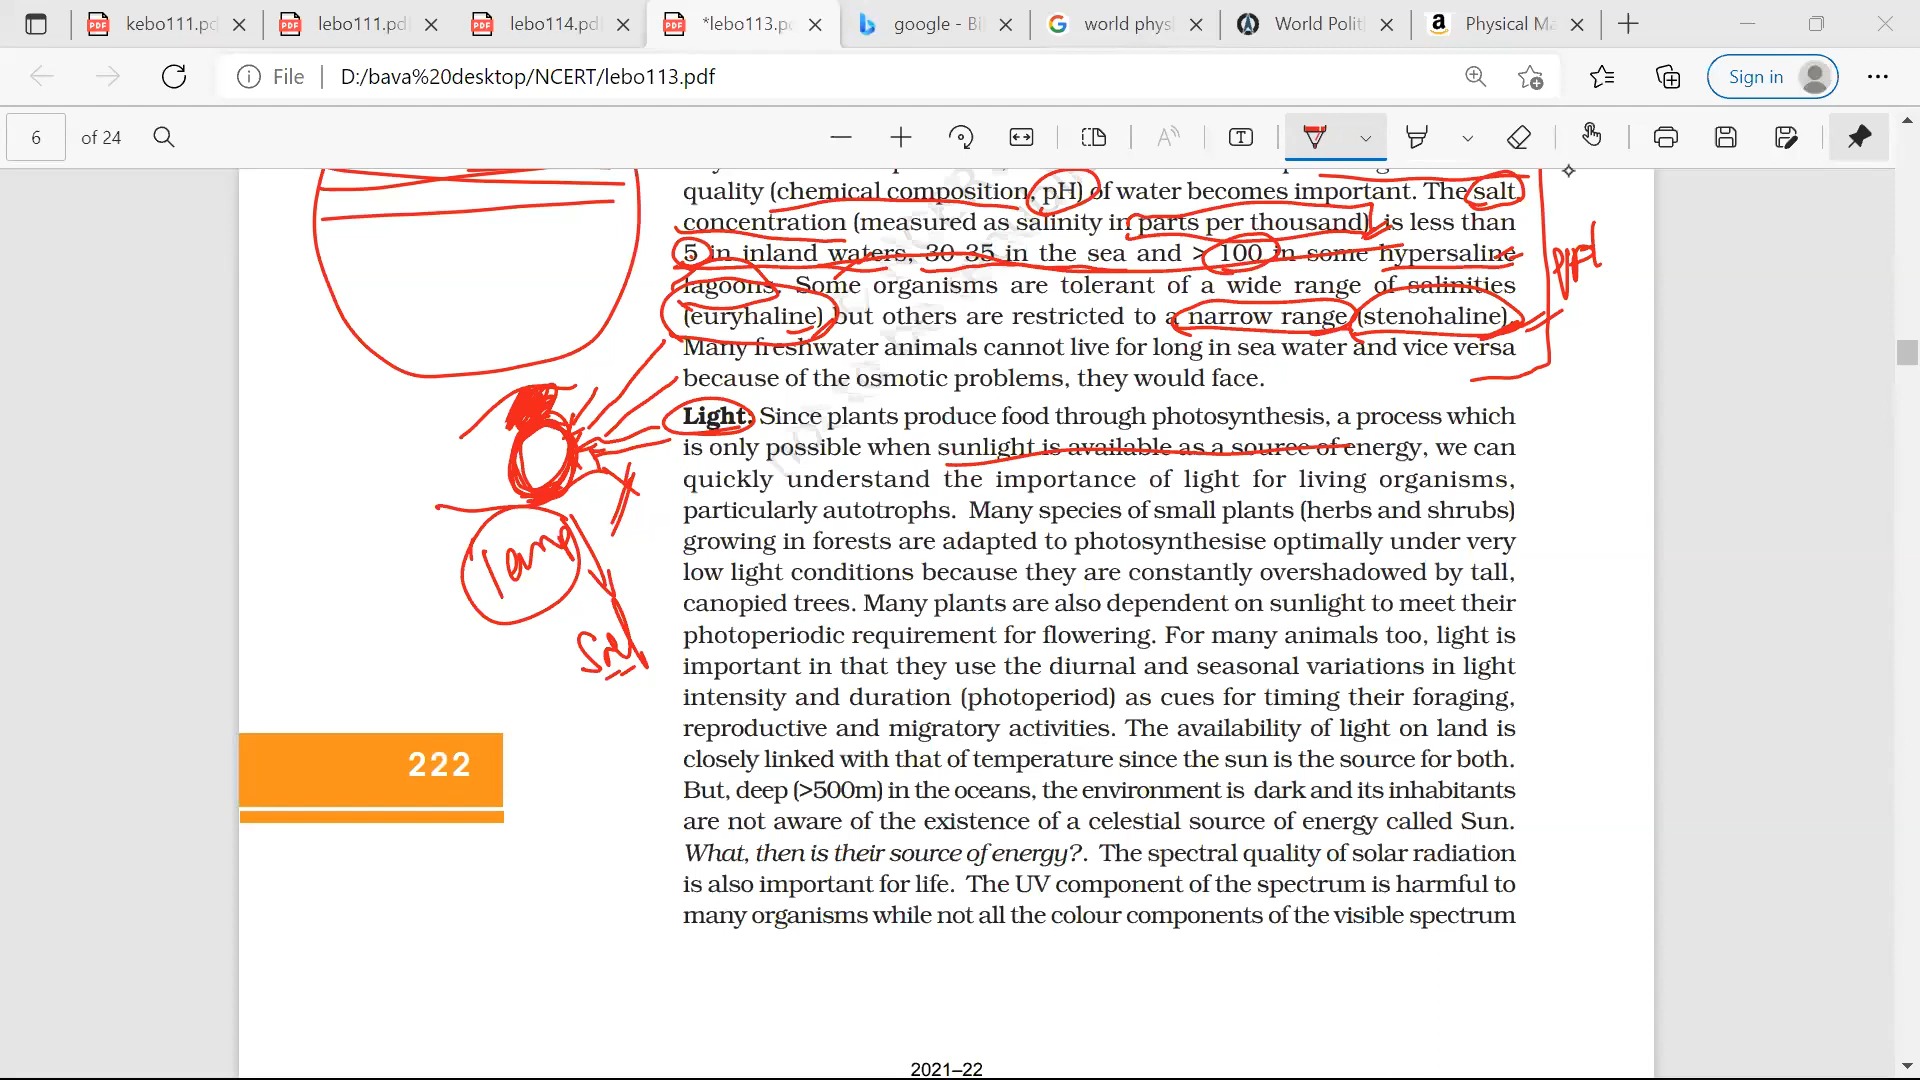 kebo111.pd
lebo111.pd
lebo114.pd
*lebo113.pd
google - Bi
world phys
World Polit
Physical Ma
File
D:/bava%20desktop/NCERT/lebo113.pdf
Sign in
6 of 24
quality (chemical composition, pH) of water becomes important. The salt
concentration (measured as salinity in parts per thousand), is less than
5 in inland waters, 30-35 in the sea and > 100 in some hypersaline
lagoons. Some organisms are tolerant of a wide range of salinities
(euryhaline) but others are restricted to a narrow range (stenohaline).
Many freshwater animals cannot live for long in sea water and vice versa
because of the osmotic problems, they would face.
Light: Since plants produce food through photosynthesis, a process which
is only possible when sunlight is available as a source of energy, we can
quickly understand the importance of light for living organisms,
particularly autotrophs. Many species of small plants (herbs and shrubs)
growing in forests are adapted to photosynthesise optimally under very
low light conditions because they are constantly overshadowed by tall,
canopied trees. Many plants are also dependent on sunlight to meet their
photoperiodic requirement for flowering. For many animals too, light is
important in that they use the diurnal and seasonal variations in light
intensity and duration (photoperiod) as cues for timing their foraging,
reproductive and migratory activities. The availability of light on land is
closely linked with that of temperature since the sun is the source for both.
But, deep (>500m) in the oceans, the environment is dark and its inhabitants
are not aware of the existence of a celestial source of energy called Sun.
What, then is their source of energy?. The spectral quality of solar radiation
is also important for life. The UV component of the spectrum is harmful to
many organisms while not all the colour components of the visible spectrum
222
2021–22